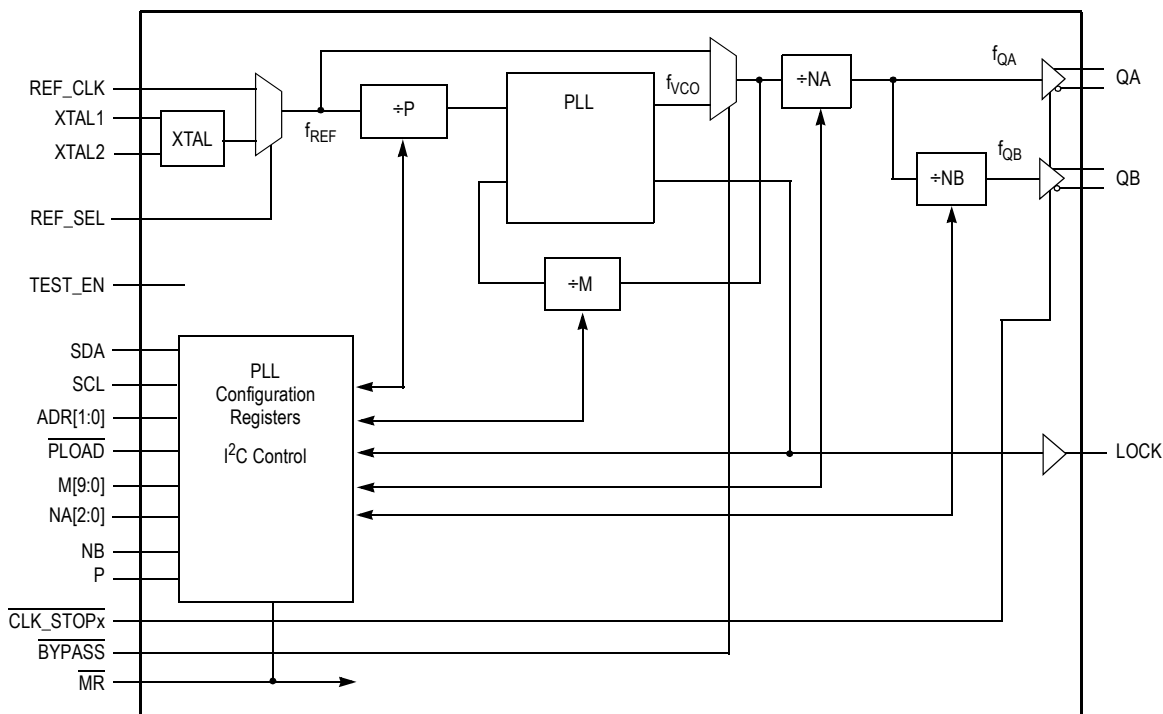 REF_CLK
XTAL1
XTAL
XTAL2
REF_SEL
TEST_EN
SDA
SCL
ADR[1:0]
PLOAD
M[9:0]
NA[2:0]
NB
P
CLK_STOPx
BYPASS
MR
fREF
÷P
PLL
fVCO
÷M
÷NA
÷NB
fQA
fQB
QA
QB
PLL
Configuration
Registers
I²C Control
LOCK